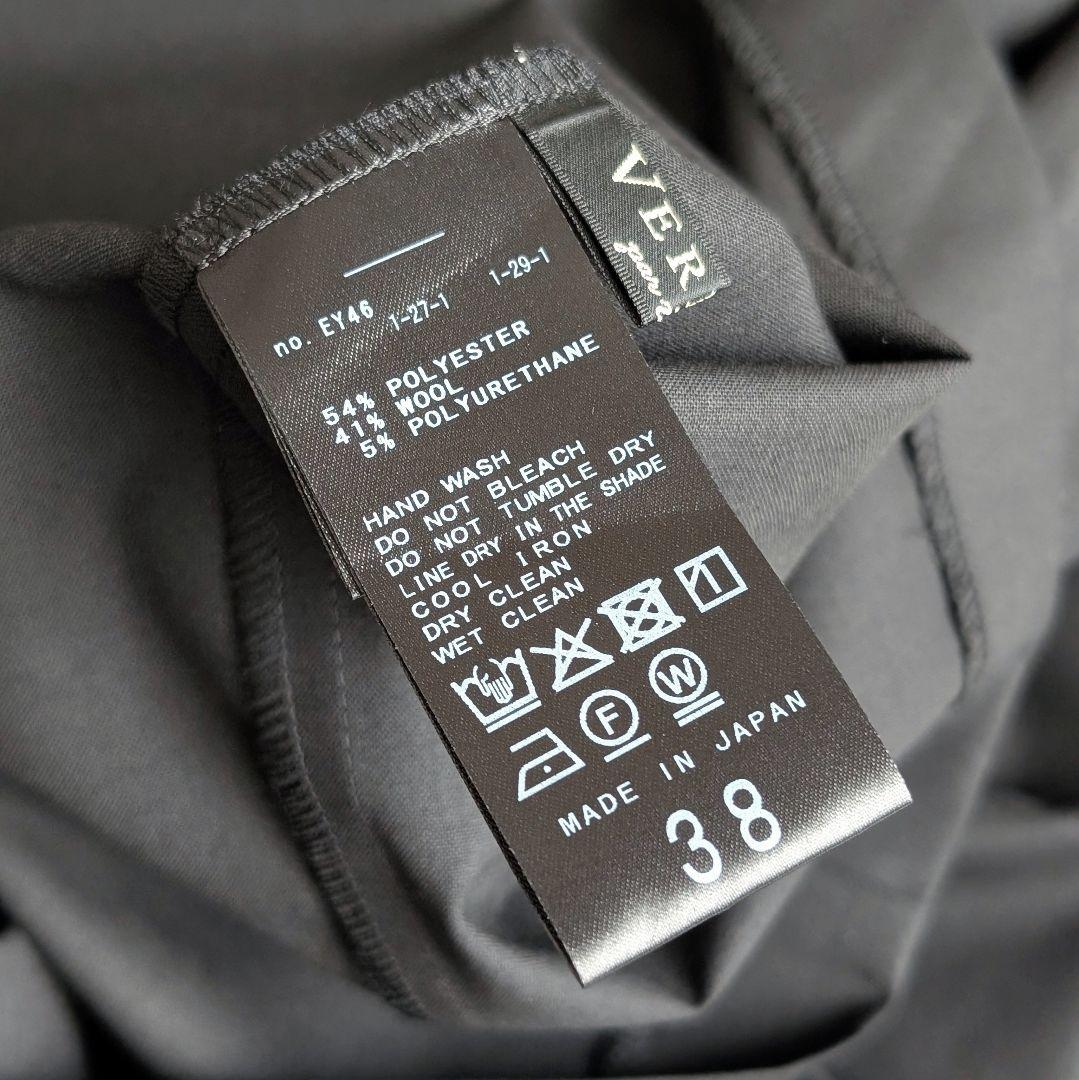 no. EY46
1-27-1 1-29-1
54% POLYESTER
41% WOOL
5% POLYURETHANE
HAND WASH
DO NOT BLEACH
DO NOT TUMBLE DRY
LINE DRY IN THE SHADE
COOL IRON
DRY CLEAN
WET CLEAN
F W
MADE IN JAPAN
38
VER